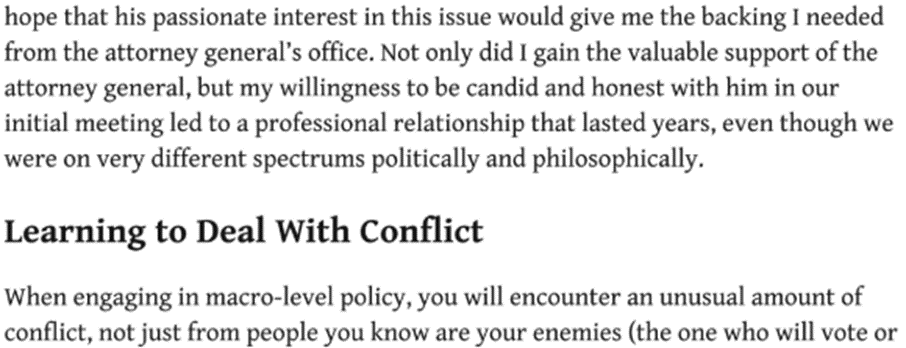 hope that his passionate interest in this issue would give me the backing I needed
from the attorney general’s office. Not only did I gain the valuable support of the
attorney general, but my willingness to be candid and honest with him in our
initial meeting led to a professional relationship that lasted years, even though we
were on very different spectrums politically and philosophically.
Learning to Deal With Conflict
When engaging in macro-level policy, you will encounter an unusual amount of
conflict, not just from people you know are your enemies (the one who will vote or